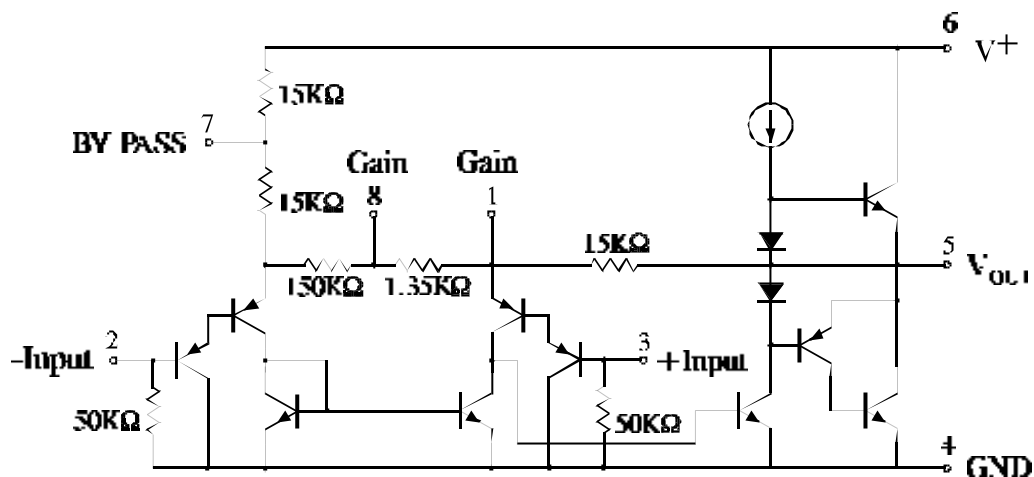 6
V+
15KΩ
7
BY PASS
Gain
Gain
8
1
15KΩ
15KΩ
5
VOUT
150KΩ
1.35KΩ
2
3
-Input
+Input
50KΩ
50KΩ
4
GND